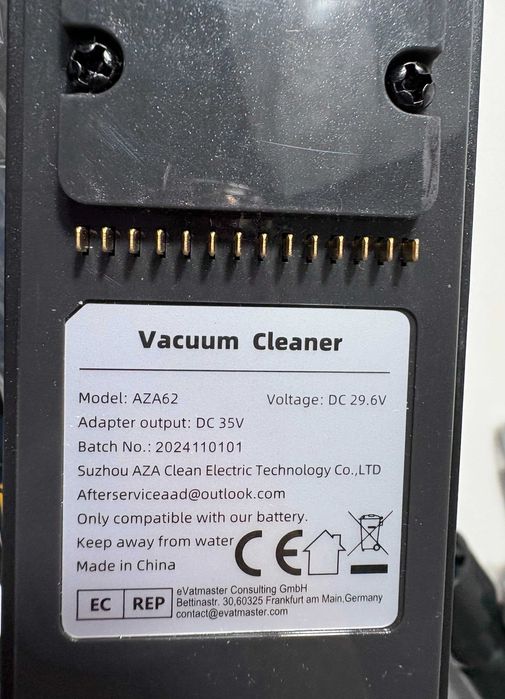 Vacuum Cleaner
Model: AZA62 Voltage: DC 29.6V
Adapter output: DC 35V
Batch No.: 2024110101
Suzhou AZA Clean Electric Technology Co.,LTD
Afterserviceaad@outlook.com
Only compatible with our battery.
Keep away from water
CE
Made in China
EC REP
eVatmaster Consulting GmbH
Bettinastr. 30,60325 Frankfurt am Main,Germany
contact@evatmaster.com